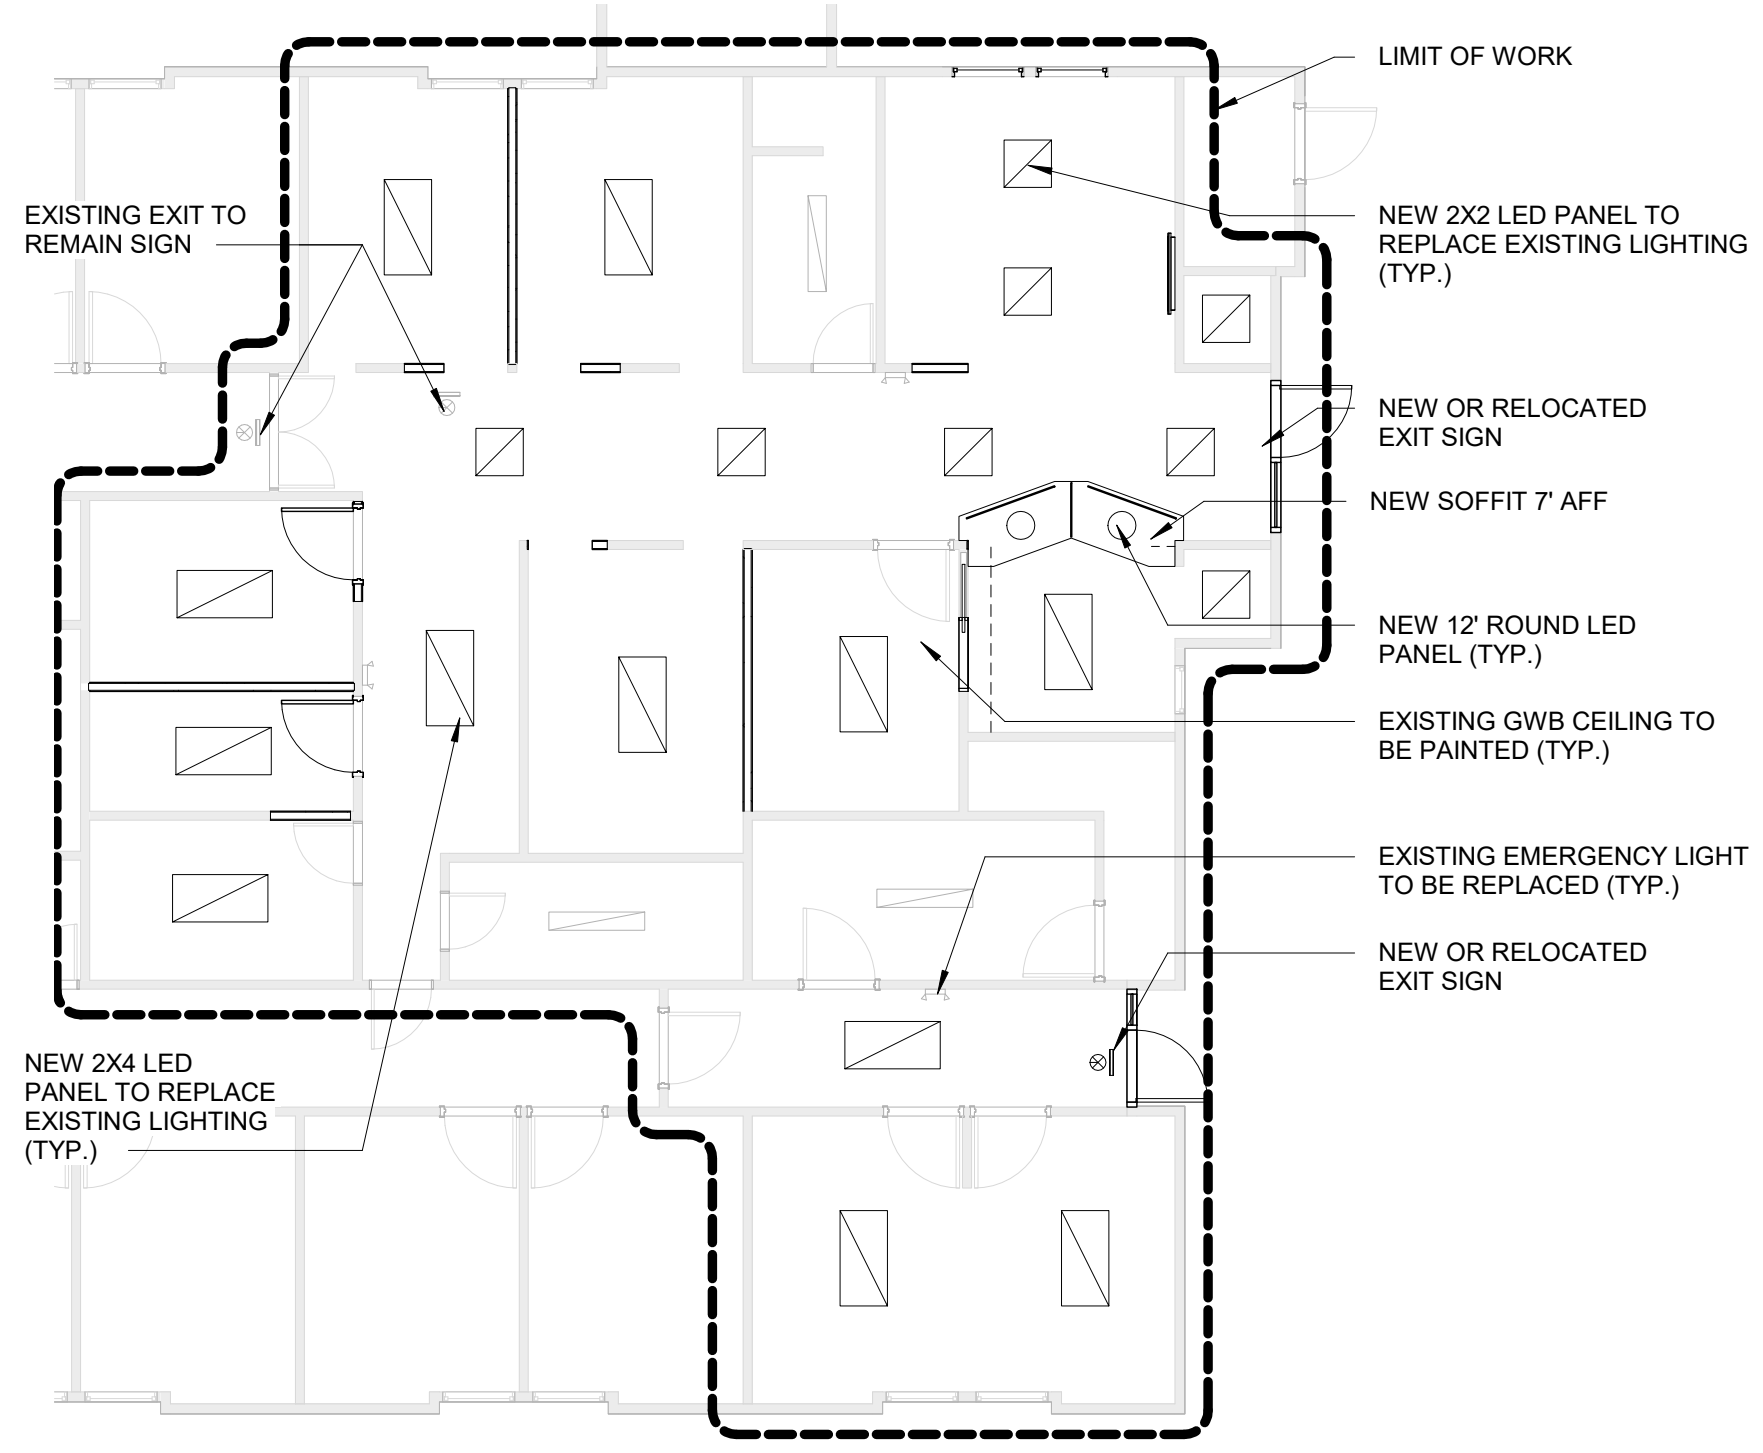 LIMIT OF WORK
EXISTING EXIT TO
REMAIN SIGN
NEW 2X2 LED PANEL TO
REPLACE EXISTING LIGHTING
(TYP.)
NEW OR RELOCATED
EXIT SIGN
NEW SOFFIT 7' AFF
NEW 12' ROUND LED
PANEL (TYP.)
EXISTING GWB CEILING TO
BE PAINTED (TYP.)
EXISTING EMERGENCY LIGHT
TO BE REPLACED (TYP.)
NEW OR RELOCATED
EXIT SIGN
NEW 2X4 LED
PANEL TO REPLACE
EXISTING LIGHTING
(TYP.)